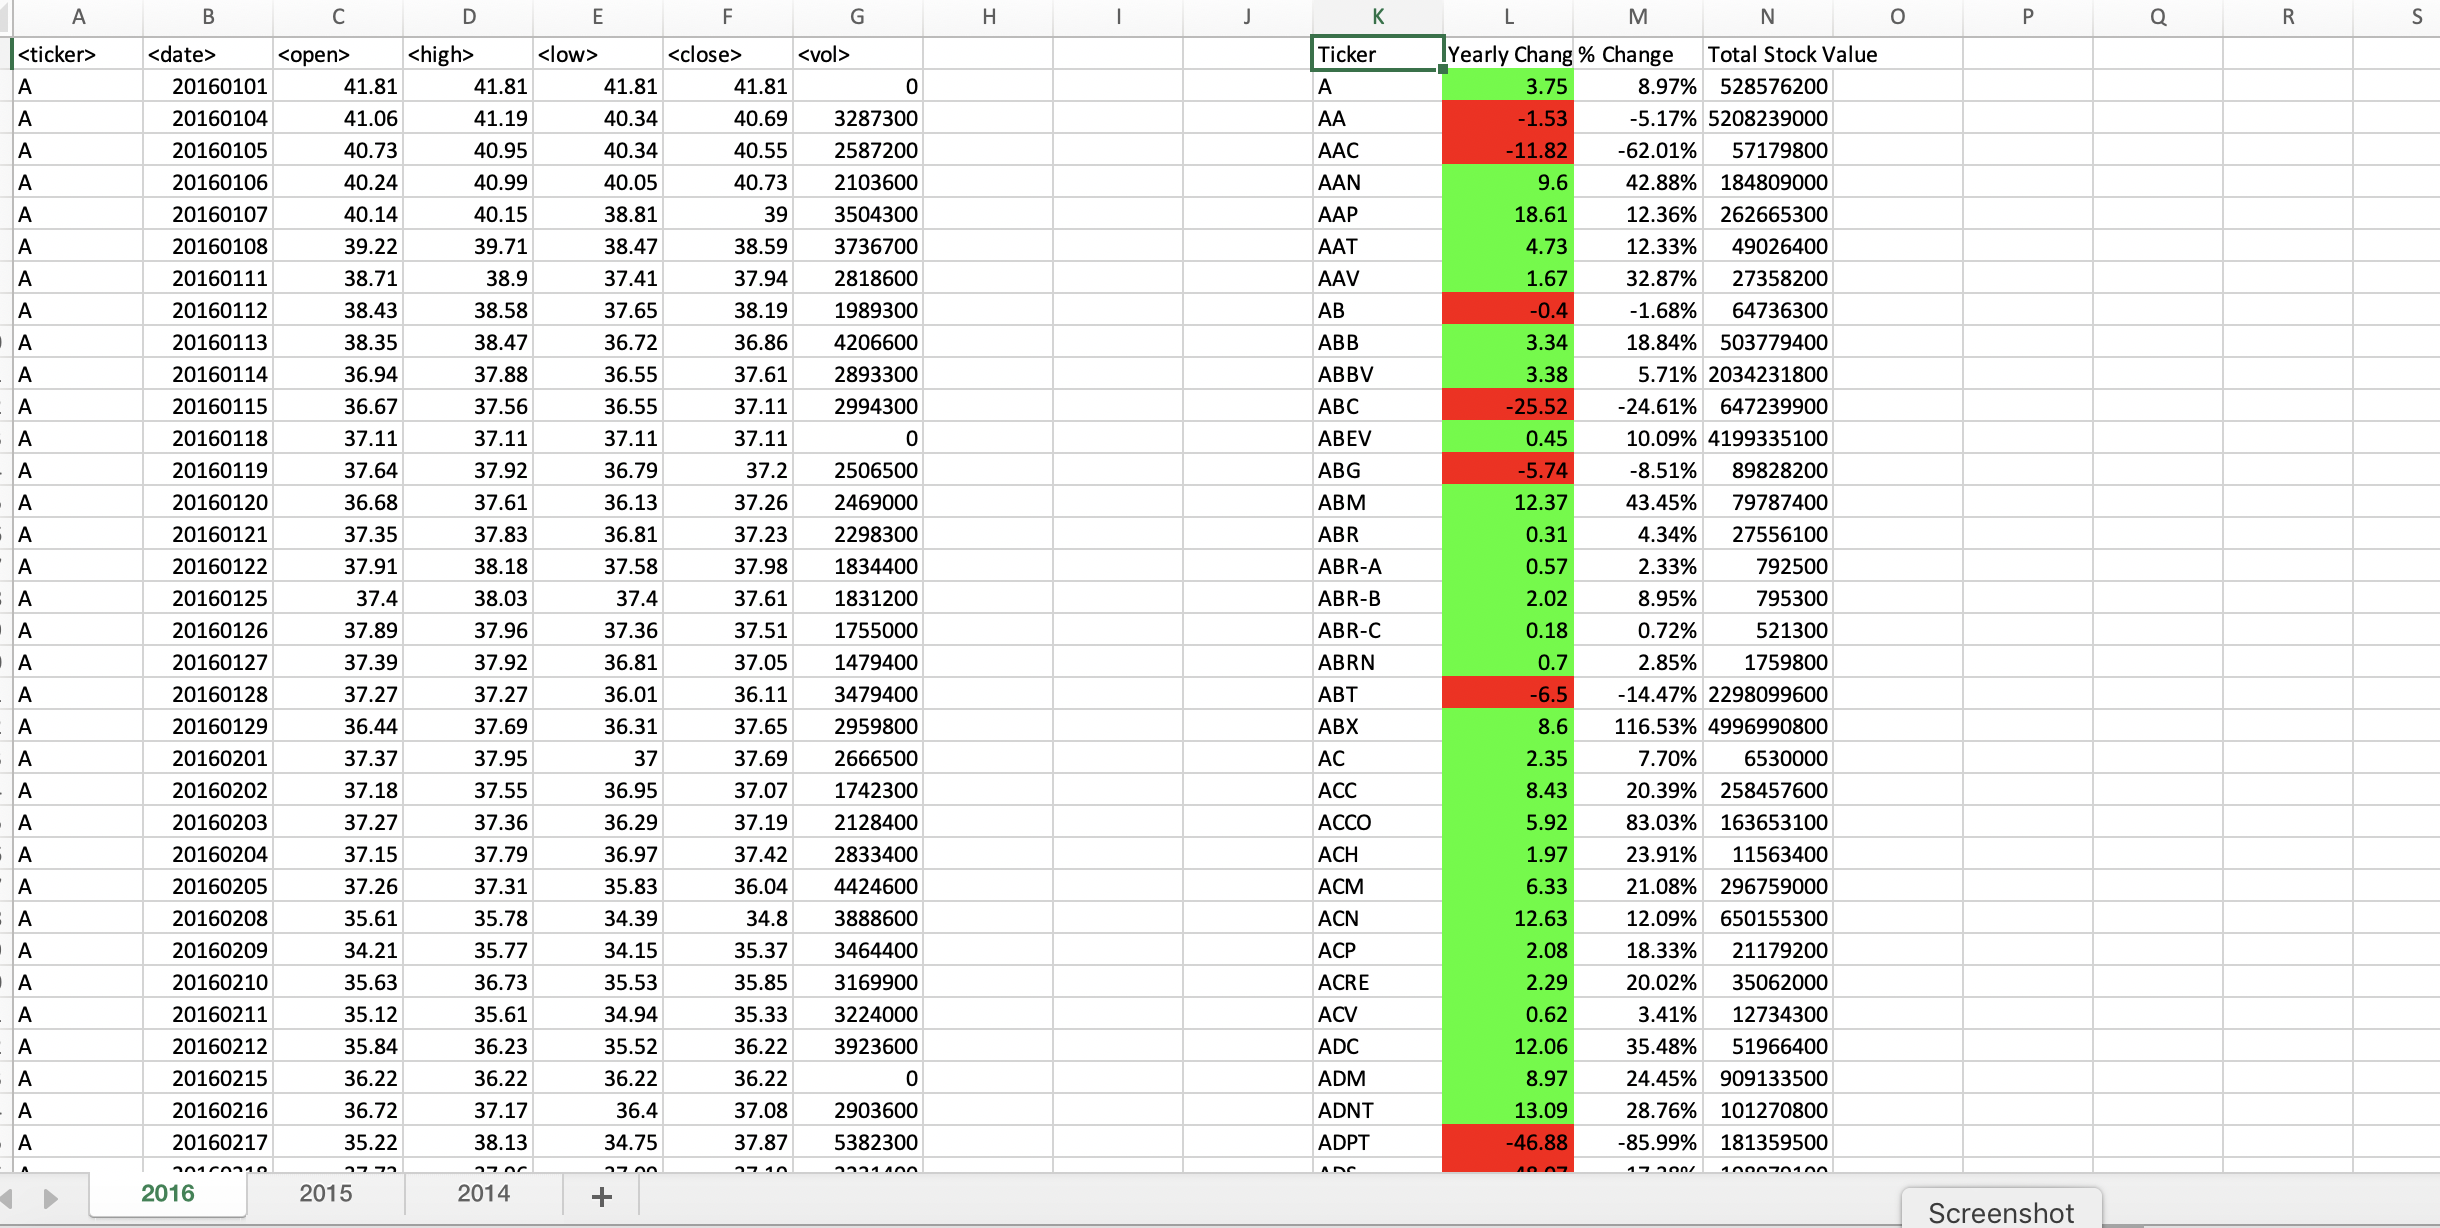 A B C D E F G H I J K L M N O P Q R S
<ticker> <date> <open> <high> <low> <close> <vol> Ticker Yearly Chang % Change Total Stock Value
A 20160101 41.81 41.81 41.81 41.81 0 A 3.75 8.97% 528576200
A 20160104 41.06 41.19 40.34 40.69 3287300 AA -1.53 -5.17% 5208239000
A 20160105 40.73 40.95 40.34 40.55 2587200 AAC -11.82 -62.01% 57179800
A 20160106 40.24 40.99 40.05 40.73 2103600 AAN 9.6 42.88% 184809000
A 20160107 40.14 40.15 38.81 39 3504300 AAP 18.61 12.36% 262665300
A 20160108 39.22 39.71 38.47 38.59 3736700 AAT 4.73 12.33% 49026400
A 20160111 38.71 38.9 37.41 37.94 2818600 AAV 1.67 32.87% 27358200
A 20160112 38.43 38.58 37.65 38.19 1989300 AB -0.4 -1.68% 64736300
A 20160113 38.35 38.47 36.72 36.86 4206600 ABB 3.34 18.84% 503779400
A 20160114 36.94 37.88 36.55 37.61 2893300 ABBV 3.38 5.71% 2034231800
A 20160115 36.67 37.56 36.55 37.11 2994300 ABC -25.52 -24.61% 647239900
A 20160118 37.11 37.11 37.11 37.11 0 ABEV 0.45 10.09% 4199335100
A 20160119 37.64 37.92 36.79 37.2 2506500 ABG -5.74 -8.51% 89828200
A 20160120 36.68 37.61 36.13 37.26 2469000 ABM 12.37 43.45% 79787400
A 20160121 37.35 37.83 36.81 37.23 2298300 ABR 0.31 4.34% 27556100
A 20160122 37.91 38.18 37.58 37.98 1834400 ABR-A 0.57 2.33% 792500
A 20160125 37.4 38.03 37.4 37.61 1831200 ABR-B 2.02 8.95% 795300
A 20160126 37.89 37.96 37.36 37.51 1755000 ABR-C 0.18 0.72% 521300
A 20160127 37.39 37.92 36.81 37.05 1479400 ABRN 0.7 2.85% 1759800
A 20160128 37.27 37.27 36.01 36.11 3479400 ABT -6.5 -14.47% 2298099600
A 20160129 36.44 37.69 36.31 37.65 2959800 ABX 8.6 116.53% 4996990800
A 20160201 37.37 37.95 37 37.69 2666500 AC 2.35 7.70% 6530000
A 20160202 37.18 37.55 36.95 37.07 1742300 ACC 8.43 20.39% 258457600
A 20160203 37.27 37.36 36.29 37.19 2128400 ACCO 5.92 83.03% 163653100
A 20160204 37.15 37.79 36.97 37.42 2833400 ACH 1.97 23.91% 11563400
A 20160205 37.26 37.31 35.83 36.04 4424600 ACM 6.33 21.08% 296759000
A 20160208 35.61 35.78 34.39 34.8 3888600 ACN 12.63 12.09% 650155300
A 20160209 34.21 35.77 34.15 35.37 3464400 ACP 2.08 18.33% 21179200
A 20160210 35.63 36.73 35.53 35.85 3169900 ACRE 2.29 20.02% 35062000
A 20160211 35.12 35.61 34.94 35.33 3224000 ACV 0.62 3.41% 12734300
A 20160212 35.84 36.23 35.52 36.22 3923600 ADC 12.06 35.48% 51966400
A 20160215 36.22 36.22 36.22 36.22 0 ADM 8.97 24.45% 909133500
A 20160216 36.72 37.17 36.4 37.08 2903600 ADNT 13.09 28.76% 101270800
A 20160217 35.22 38.13 34.75 37.87 5382300 ADPT -46.88 -85.99% 181359500
2016 2015 2014 +
Screenshot